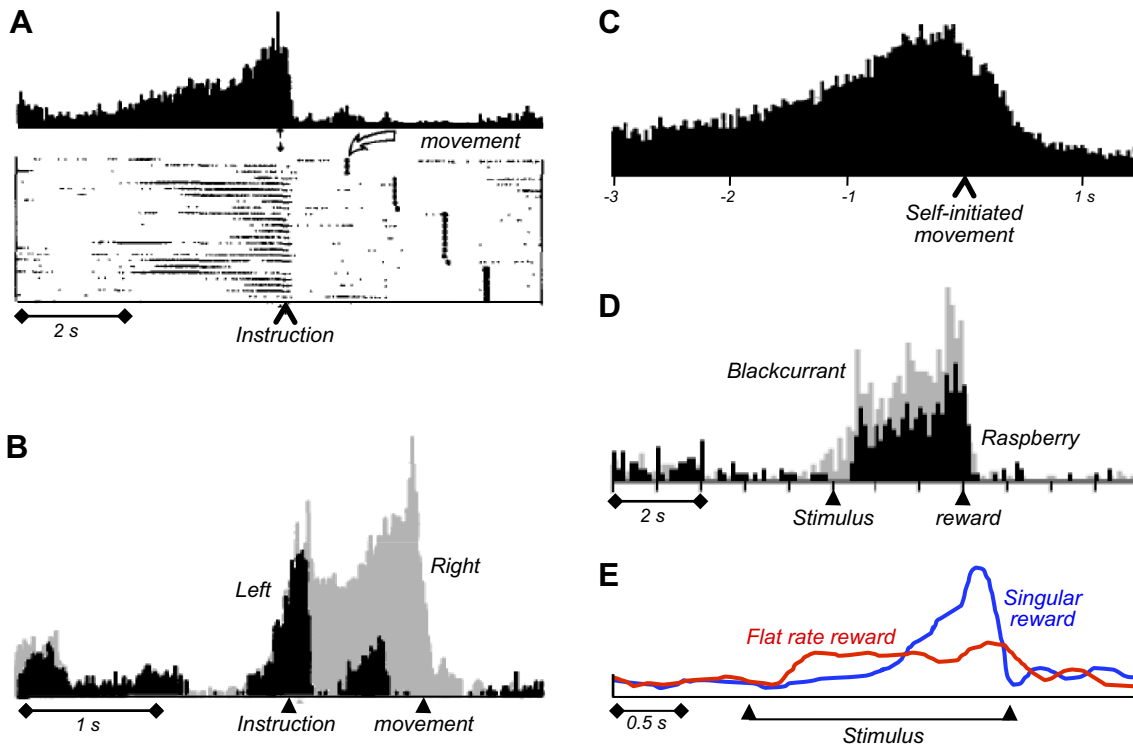 A
movement
2 s
Instruction
B
Left
Right
1 s
Instruction
movement
C
-3
-2
-1
1 s
Self-initiated
movement
D
Blackcurrant
Raspberry
2 s
Stimulus
reward
E
Singular
reward
Flat rate reward
0.5 s
Stimulus